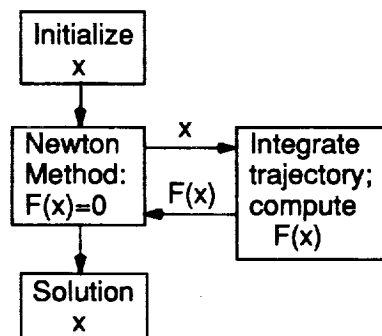 Initialize
x
Newton
Method:
F(x)=0
x
F(x)
Integrate
trajectory;
compute
F(x)
Solution
x